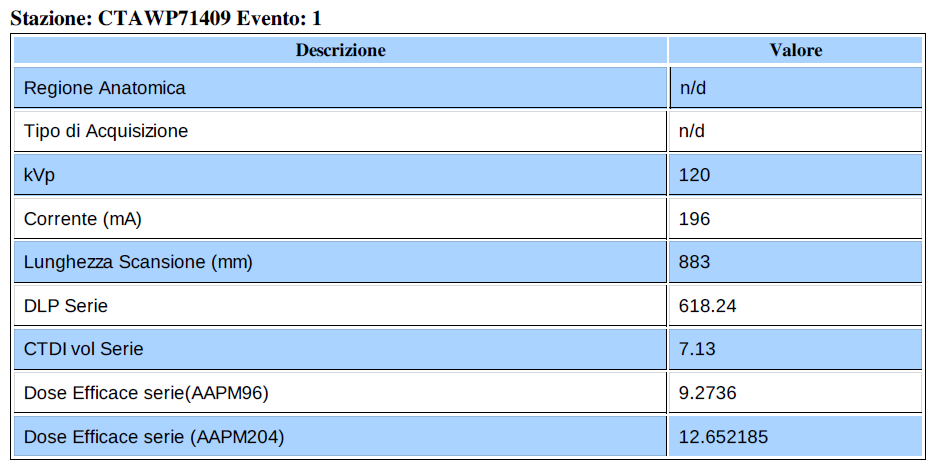 Stazione: CTAWP71409 Evento: 1
Descrizione Valore
Regione Anatomica n/d
Tipo di Acquisizione n/d
kVp 120
Corrente (mA) 196
Lunghezza Scansione (mm) 883
DLP Serie 618.24
CTDI vol Serie 7.13
Dose Efficace serie(AAPM96) 9.2736
Dose Efficace serie (AAPM204) 12.652185